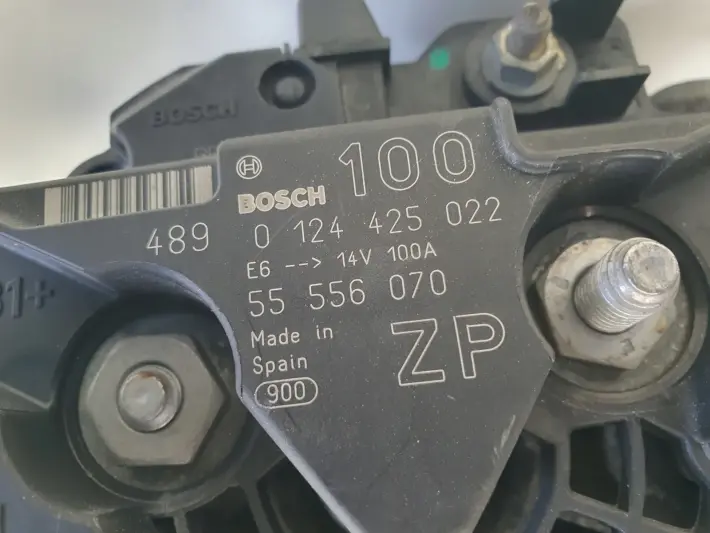 BOSCH
BOSCH 100
489 0 124 425 022
E6 --> 14V 100A
55 556 070
Made in
Spain
ZP
900